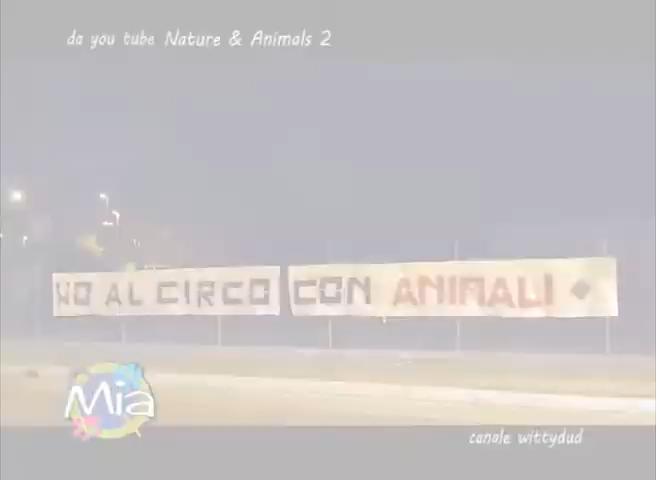 da you tube Nature & Animals 2
NO AL CIRCO CON ANIMALI
Mia
canale wittydud